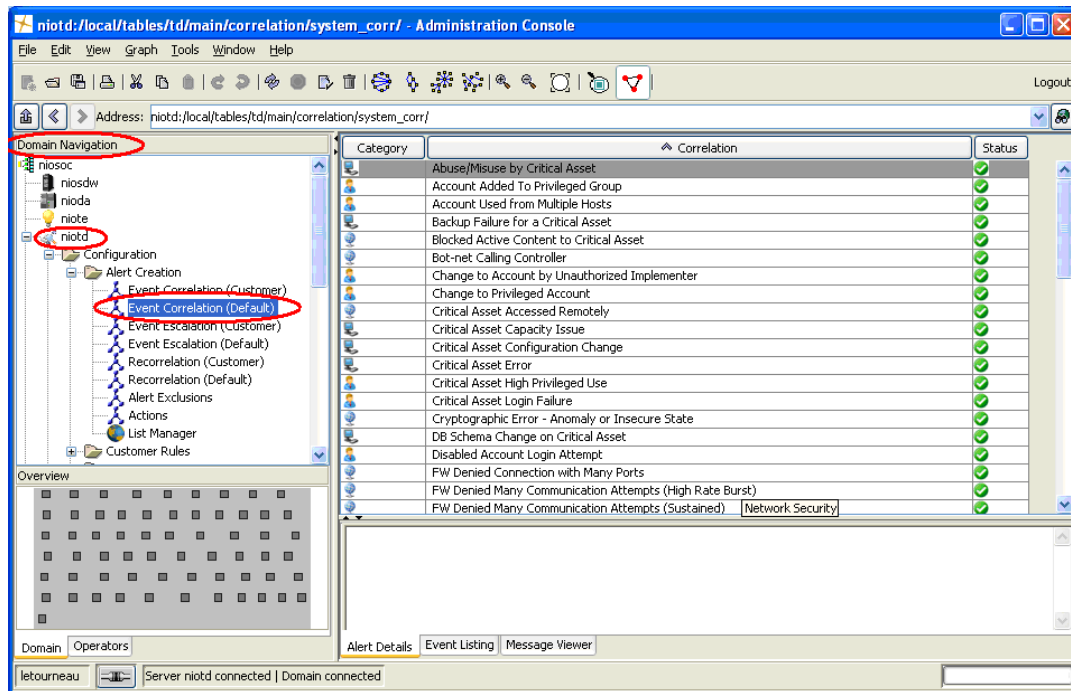 niotd:/local/tables/td/main/correlation/system_corr/ - Administration Console
File Edit View Graph Tools Window Help
Logout
Address: niotd:/local/tables/td/main/correlation/system_corr/
Domain Navigation
niosoc
niosdw
nioda
niote
niotd
Configuration
Alert Creation
Event Correlation (Customer)
Event Correlation (Default)
Event Escalation (Customer)
Event Escalation (Default)
Recorrelation (Customer)
Recorrelation (Default)
Alert Exclusions
Actions
List Manager
Customer Rules
Overview
Domain Operators
Category Correlation Status
Abuse/Misuse by Critical Asset
Account Added To Privileged Group
Account Used from Multiple Hosts
Backup Failure for a Critical Asset
Blocked Active Content to Critical Asset
Bot-net Calling Controller
Change to Account by Unauthorized Implementer
Change to Privileged Account
Critical Asset Accessed Remotely
Critical Asset Capacity Issue
Critical Asset Configuration Change
Critical Asset Error
Critical Asset High Privileged Use
Critical Asset Login Failure
Cryptographic Error - Anomaly or Insecure State
DB Schema Change on Critical Asset
Disabled Account Login Attempt
FW Denied Connection with Many Ports
FW Denied Many Communication Attempts (High Rate Burst)
FW Denied Many Communication Attempts (Sustained) Network Security
Alert Details Event Listing Message Viewer
letourneau Server niotd connected | Domain connected